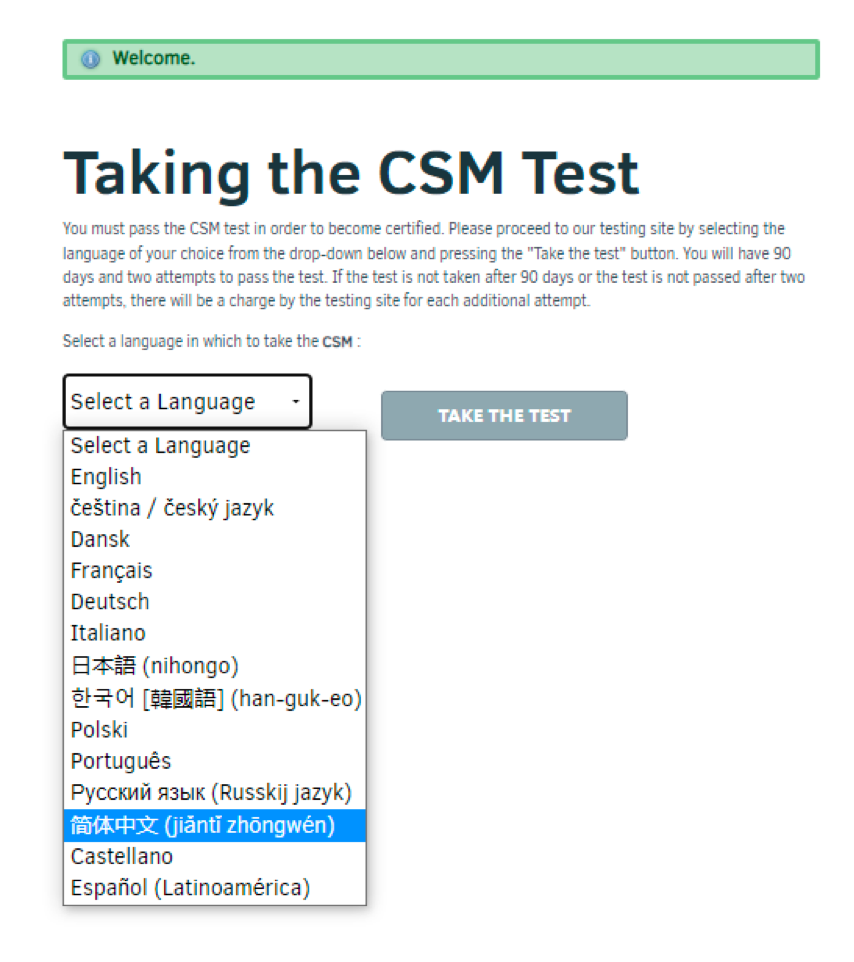 Welcome.
Taking the CSM Test
You must pass the CSM test in order to become certified. Please proceed to our testing site by selecting the
language of your choice from the drop-down below and pressing the "Take the test" button. You will have 90
days and two attempts to pass the test. If the test is not taken after 90 days or the test is not passed after two
attempts, there will be a charge by the testing site for each additional attempt.
Select a language in which to take the CSM :
Select a Language
TAKE THE TEST
Select a Language
English
čeština / český jazyk
Dansk
Français
Deutsch
Italiano
日本語 (nihongo)
한국어 [韓國語] (han-guk-eo)
Polski
Português
Русский язык (Russkij jazyk)
简体中文 (jiǎntǐ zhōngwén)
Castellano
Español (Latinoamérica)